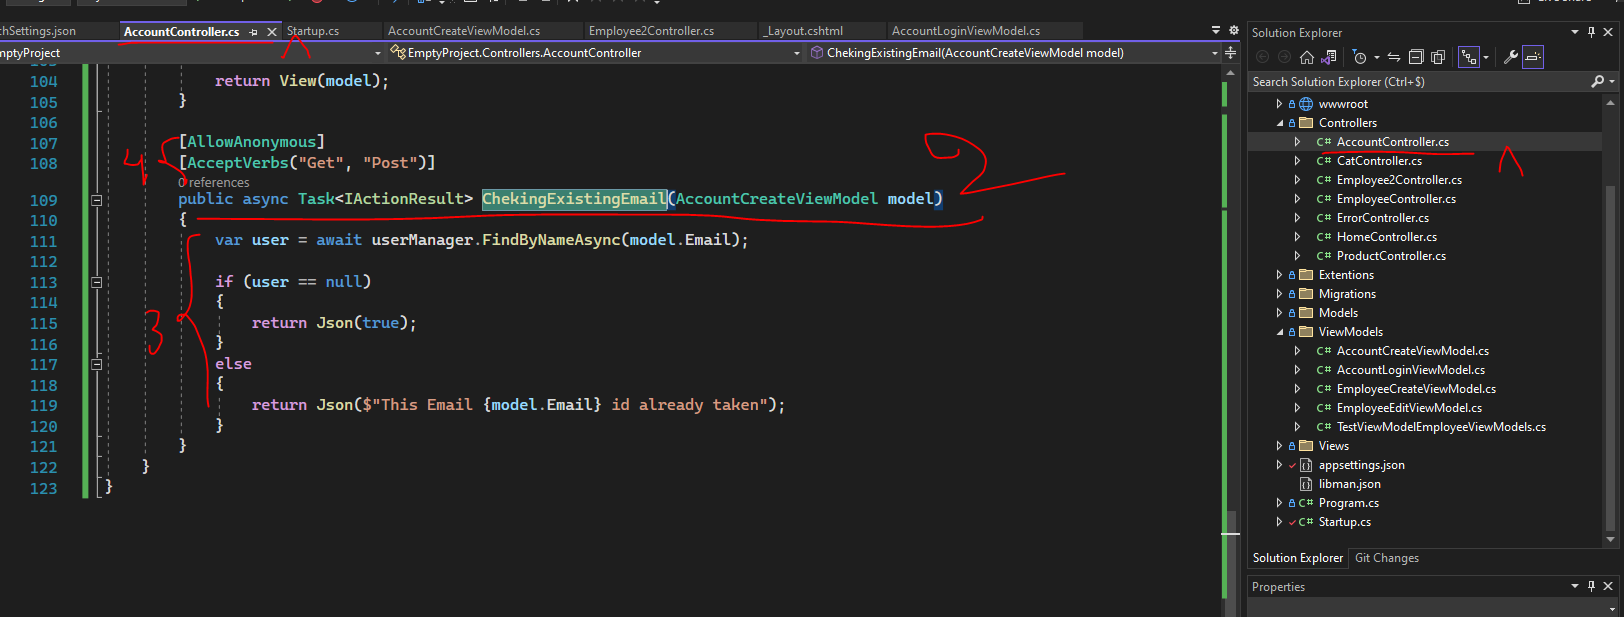 chSettings.json
AccountController.cs
Startup.cs
AccountCreateViewModel.cs
Employee2Controller.cs
_Layout.cshtml
AccountLoginViewModel.cs
EmptyProject.Controllers.AccountController
ChekingExistingEmail(AccountCreateViewModel model)
104 return View(model);
105 }
106
107 [AllowAnonymous]
108 [AcceptVerbs("Get", "Post")]
0 references
109 public async Task<IActionResult> ChekingExistingEmail(AccountCreateViewModel model)
110 {
111 var user = await userManager.FindByNameAsync(model.Email);
112
113 if (user == null)
114 {
115 return Json(true);
116 }
117 else
118 {
119 return Json($"This Email {model.Email} id already taken");
120 }
121 }
122 }
123 }
4
2
3
Solution Explorer
Search Solution Explorer (Ctrl+$)
wwwroot
Controllers
C# AccountController.cs
C# CatController.cs
C# Employee2Controller.cs
C# EmployeeController.cs
C# ErrorController.cs
C# HomeController.cs
C# ProductController.cs
Extentions
Migrations
Models
ViewModels
C# AccountCreateViewModel.cs
C# AccountLoginViewModel.cs
C# EmployeeCreateViewModel.cs
C# EmployeeEditViewModel.cs
C# TestViewModelEmployeeViewModels.cs
Views
appsettings.json
libman.json
C# Program.cs
C# Startup.cs
Solution Explorer Git Changes
Properties